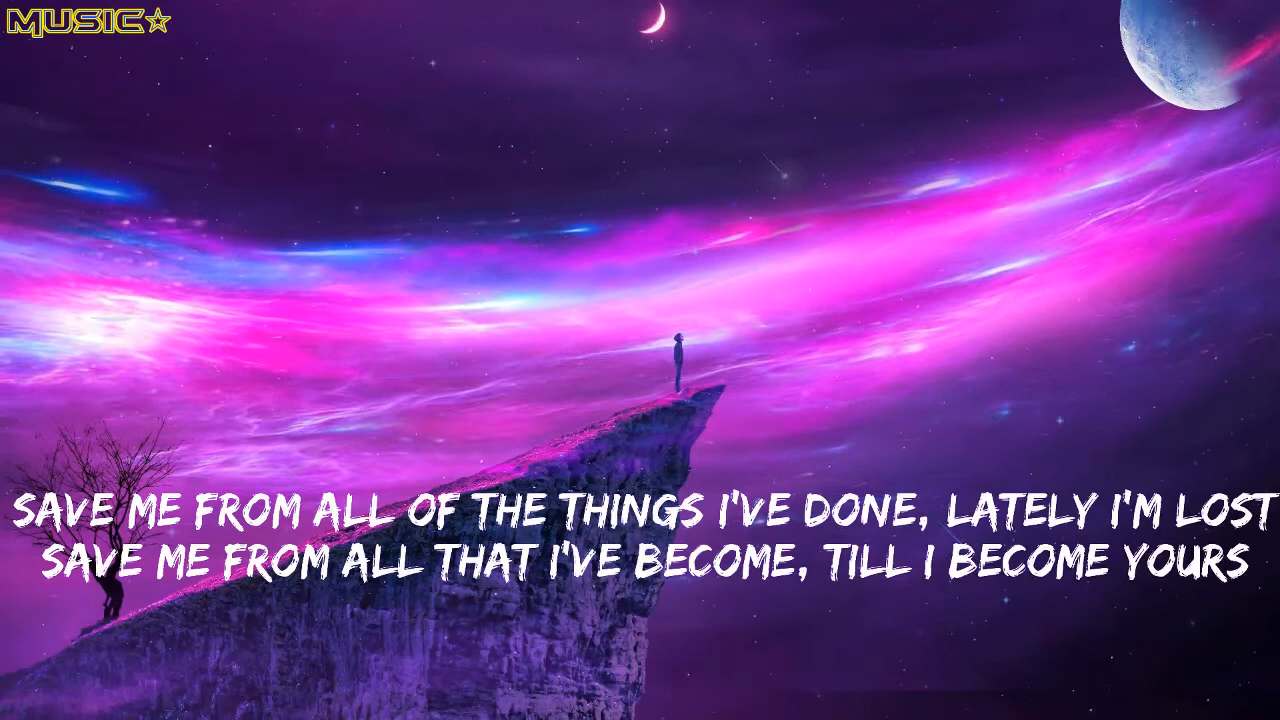 MUSIC☆
SAVE ME FROM ALL OF THE THINGS I'VE DONE, LATELY I'M LOST
SAVE ME FROM ALL THAT I'VE BECOME, TILL I BECOME YOURS